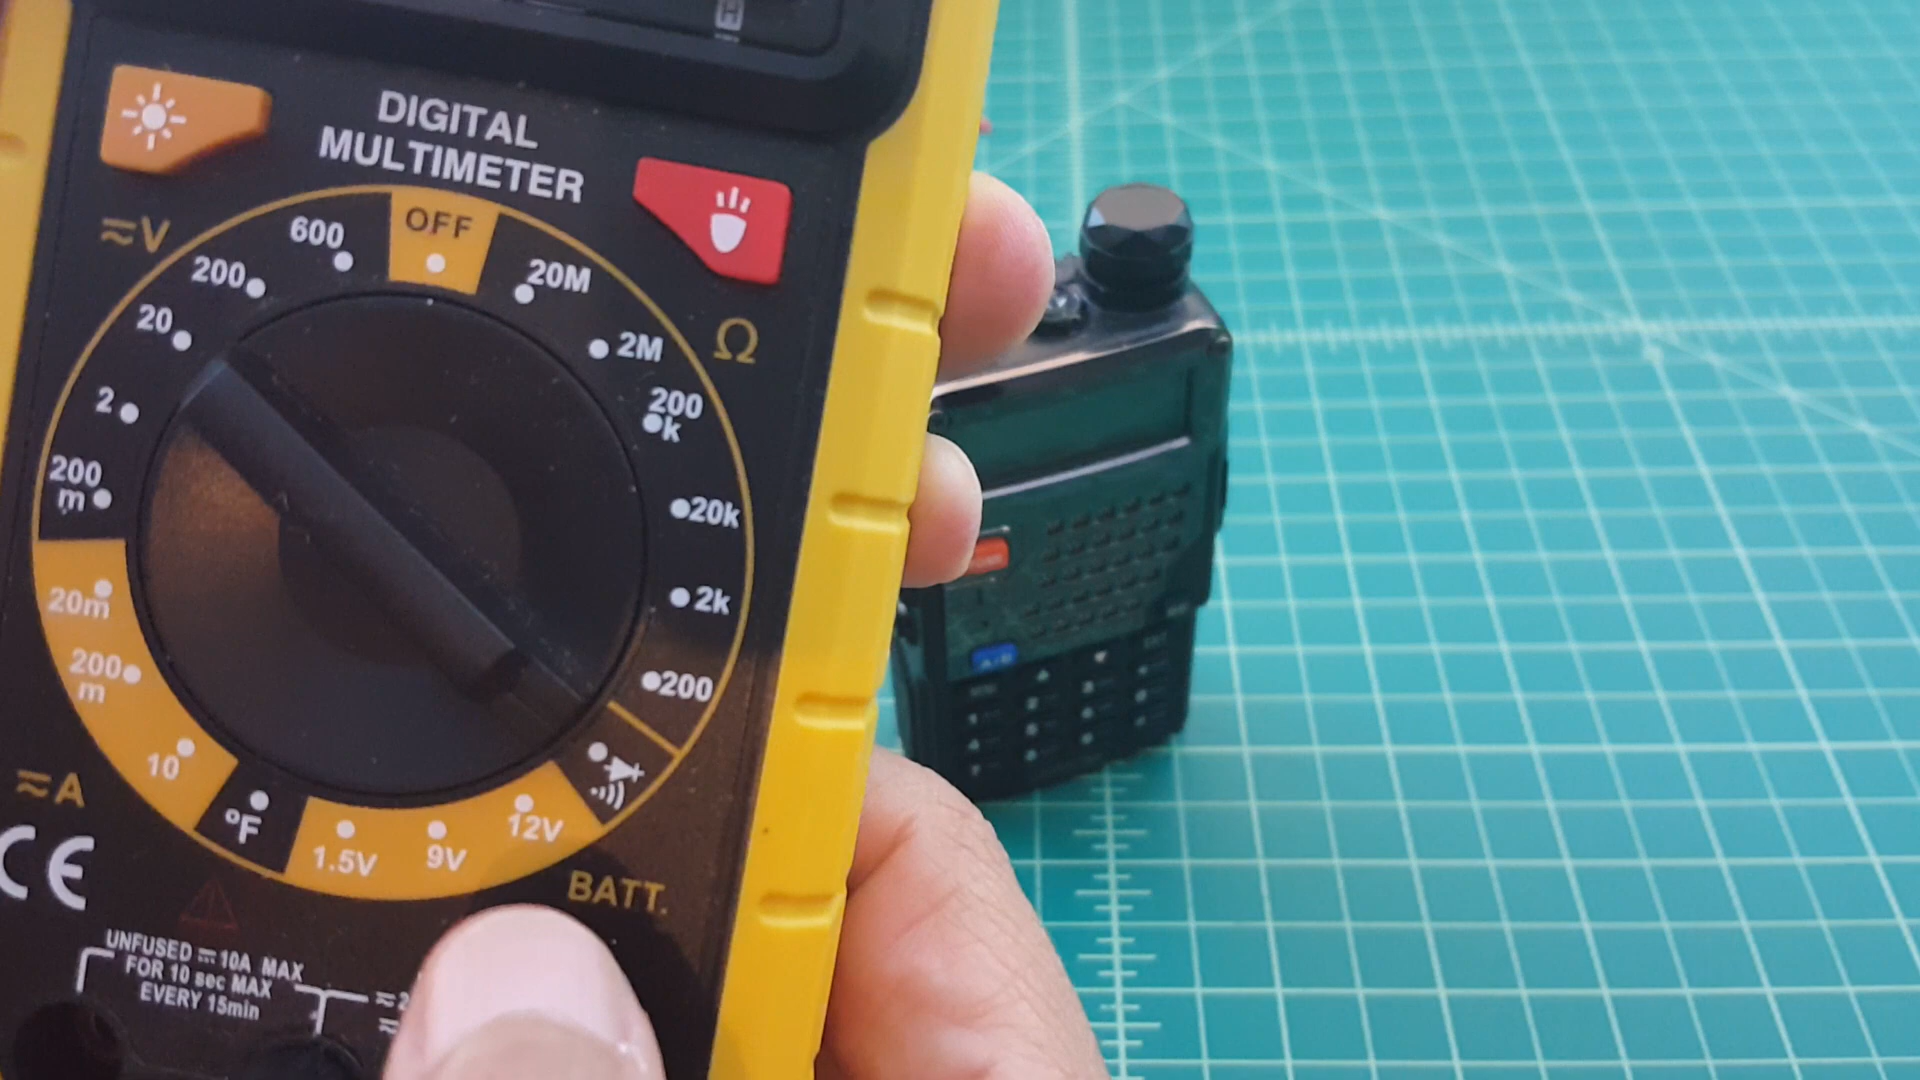 DIGITAL
MULTIMETER
≂V
600
OFF
20M
200
20
2M
Ω
2
200
k
200
m
20k
20m
2k
200
m
200
10
≂A
°F
1.5V
9V
12V
BATT.
CE
UNFUSED ⎓ 10A MAX
FOR 10 sec MAX
EVERY 15min